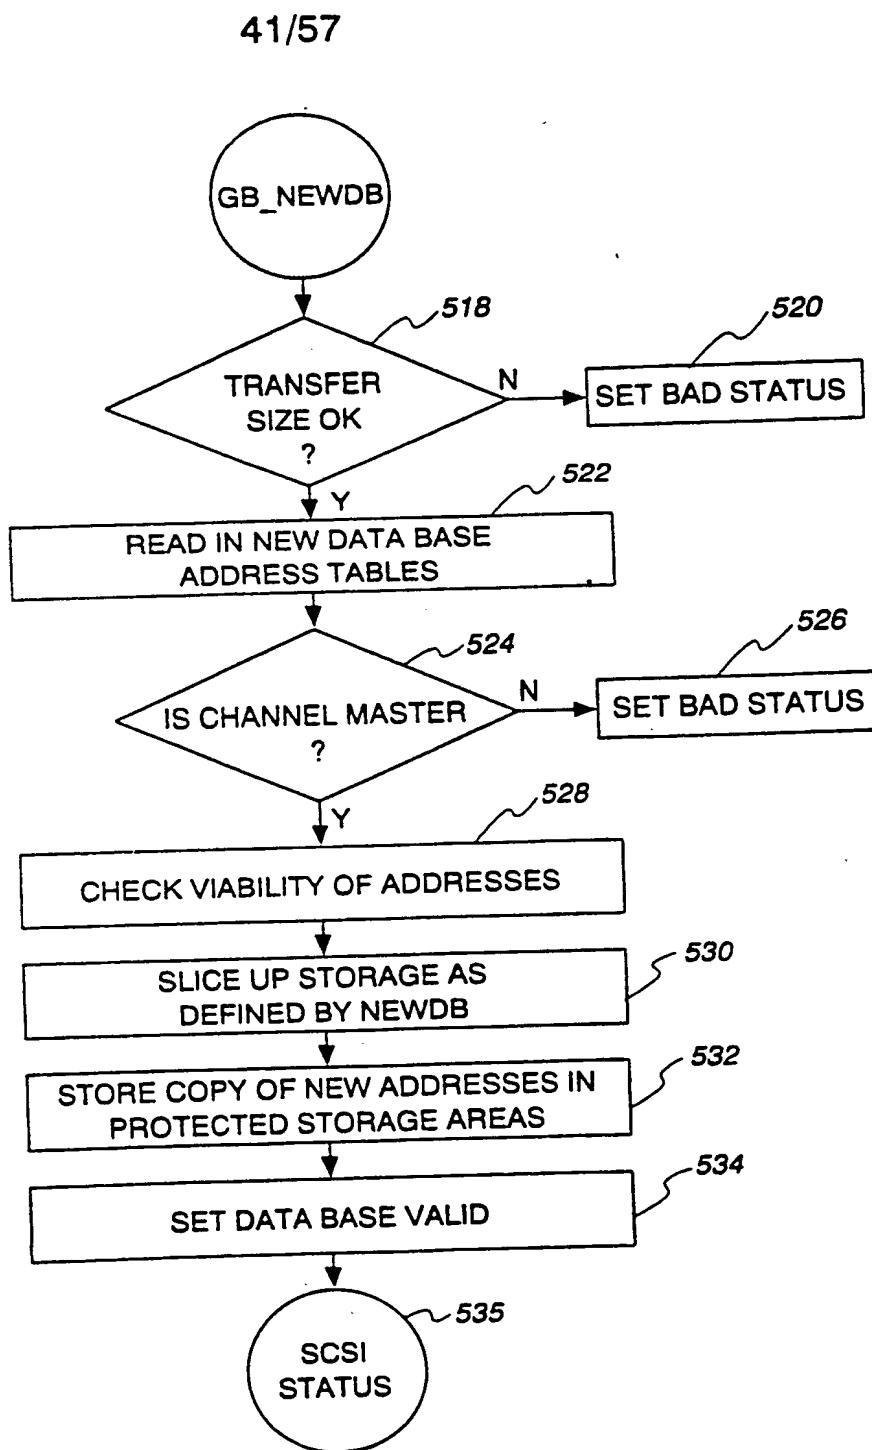 41/57
GB_NEWDB
518
520
TRANSFER
SIZE OK
?
N
SET BAD STATUS
522
Y
READ IN NEW DATA BASE
ADDRESS TABLES
524
526
IS CHANNEL MASTER
?
N
SET BAD STATUS
528
Y
CHECK VIABILITY OF ADDRESSES
530
SLICE UP STORAGE AS
DEFINED BY NEWDB
532
STORE COPY OF NEW ADDRESSES IN
PROTECTED STORAGE AREAS
534
SET DATA BASE VALID
535
SCSI
STATUS